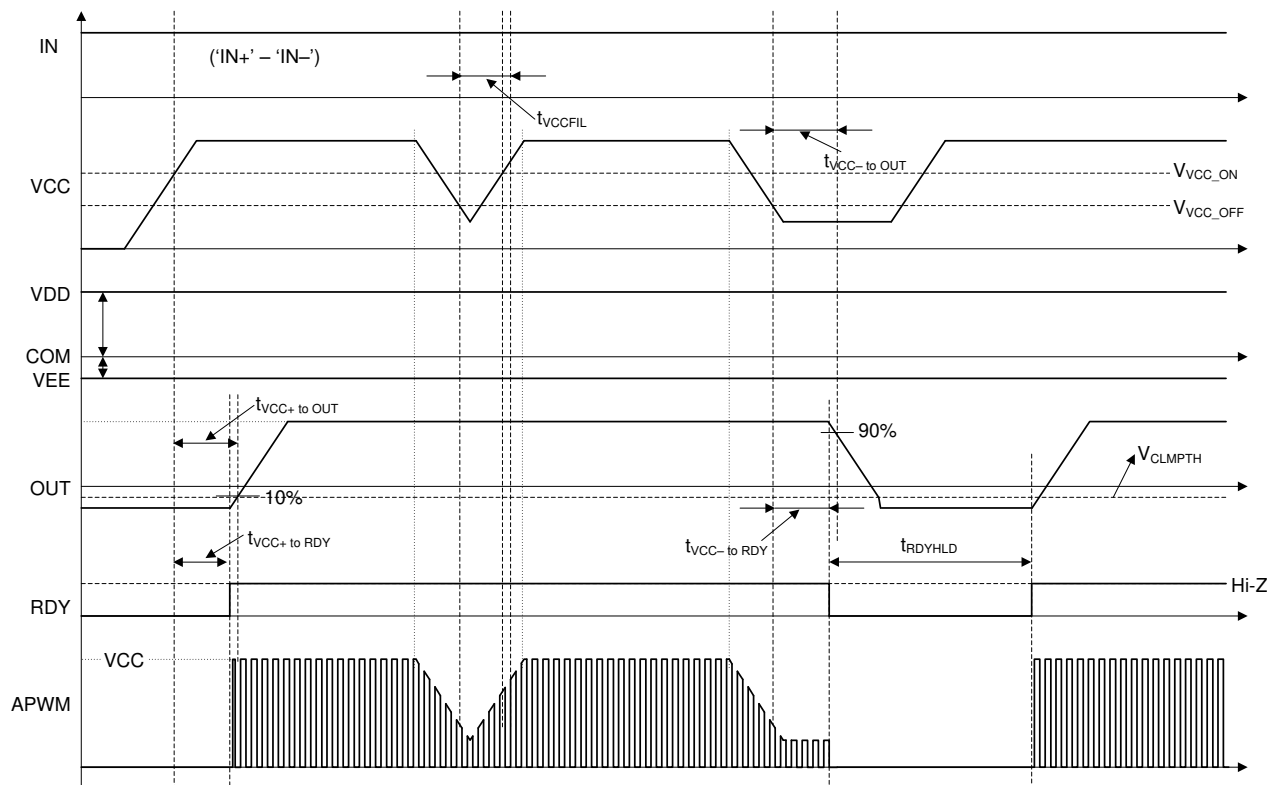 IN
('IN+' – 'IN–')
tVCCFIL
tVCC– to OUT
VVCC_ON
VCC
VVCC_OFF
VDD
COM
VEE
tVCC+ to OUT
90%
VCLMPTH
OUT
10%
tVCC+ to RDY
tVCC– to RDY
tRDYHLD
Hi-Z
RDY
VCC
APWM